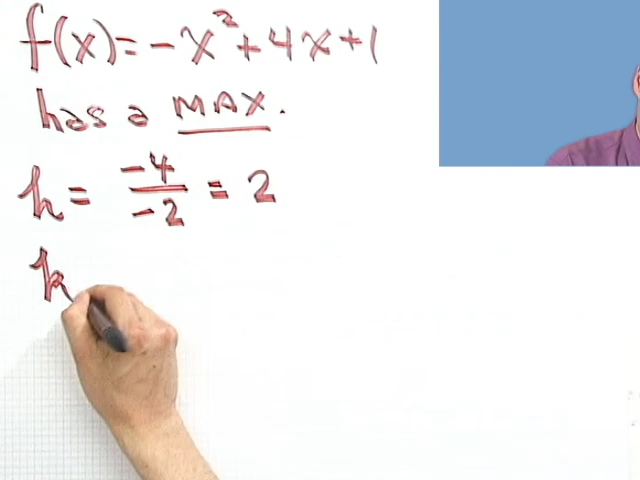 f(x)=-x²+4x+1
has a MAX.
h = -4/-2 = 2
k